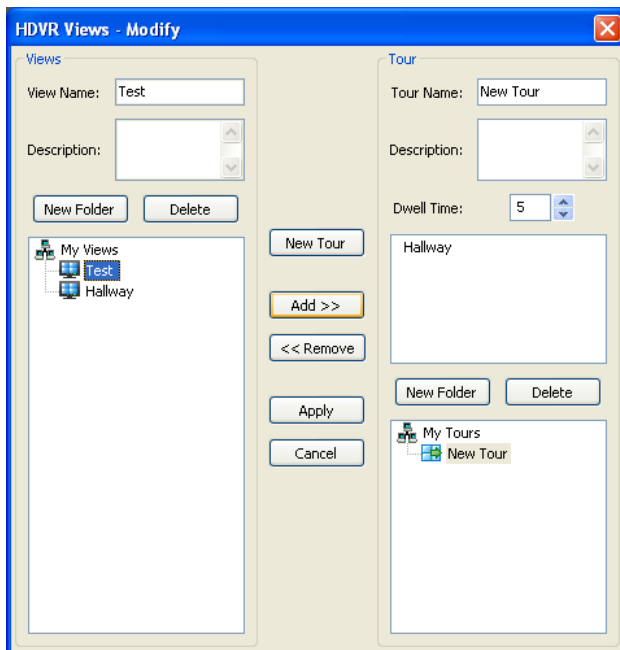 HDVR Views - Modify
Views
View Name: Test
Description:
New Folder Delete
My Views
Test
Hallway
New Tour
Add >>
<< Remove
Apply
Cancel
Tour
Tour Name: New Tour
Description:
Dwell Time: 5
Hallway
New Folder Delete
My Tours
New Tour